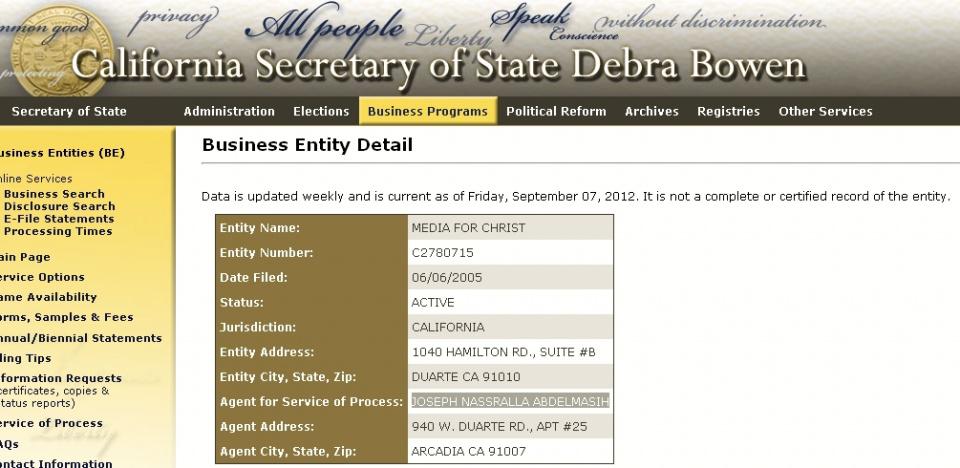 mmon good
privacy
All people
Liberty
Speak
Conscience
without discrimination
protecting
California Secretary of State Debra Bowen
Secretary of State Administration Elections Business Programs Political Reform Archives Registries Other Services
usiness Entities (BE)
nline Services
Business Search
Disclosure Search
E-File Statements
Processing Times
ain Page
ervice Options
ame Availability
orms, Samples & Fees
nnual/Biennial Statements
ling Tips
nformation Requests
certificates, copies &
tatus reports)
ervice of Process
AQs
ontact Information
Business Entity Detail
Data is updated weekly and is current as of Friday, September 07, 2012. It is not a complete or certified record of the entity.
Entity Name: MEDIA FOR CHRIST
Entity Number: C2780715
Date Filed: 06/06/2005
Status: ACTIVE
Jurisdiction: CALIFORNIA
Entity Address: 1040 HAMILTON RD., SUITE #B
Entity City, State, Zip: DUARTE CA 91010
Agent for Service of Process: JOSEPH NASSRALLA ABDELMASIH
Agent Address: 940 W. DUARTE RD., APT #25
Agent City, State, Zip: ARCADIA CA 91007